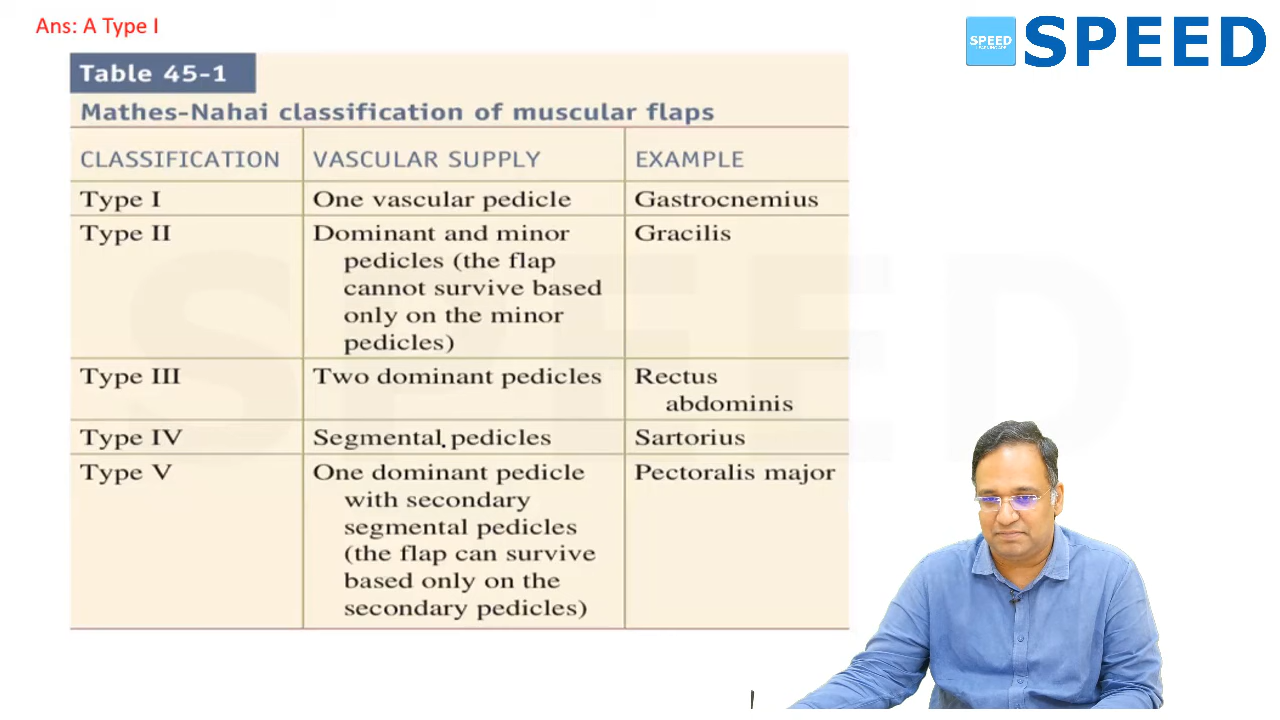 Ans: A Type I
SPEED
SPEED
Table 45-1
Mathes-Nahai classification of muscular flaps
CLASSIFICATION VASCULAR SUPPLY EXAMPLE
Type I One vascular pedicle Gastrocnemius
Type II Dominant and minor Gracilis
pedicles (the flap
cannot survive based
only on the minor
pedicles)
Type III Two dominant pedicles Rectus
abdominis
Type IV Segmental pedicles Sartorius
Type V One dominant pedicle Pectoralis major
with secondary
segmental pedicles
(the flap can survive
based only on the
secondary pedicles)
SPEED